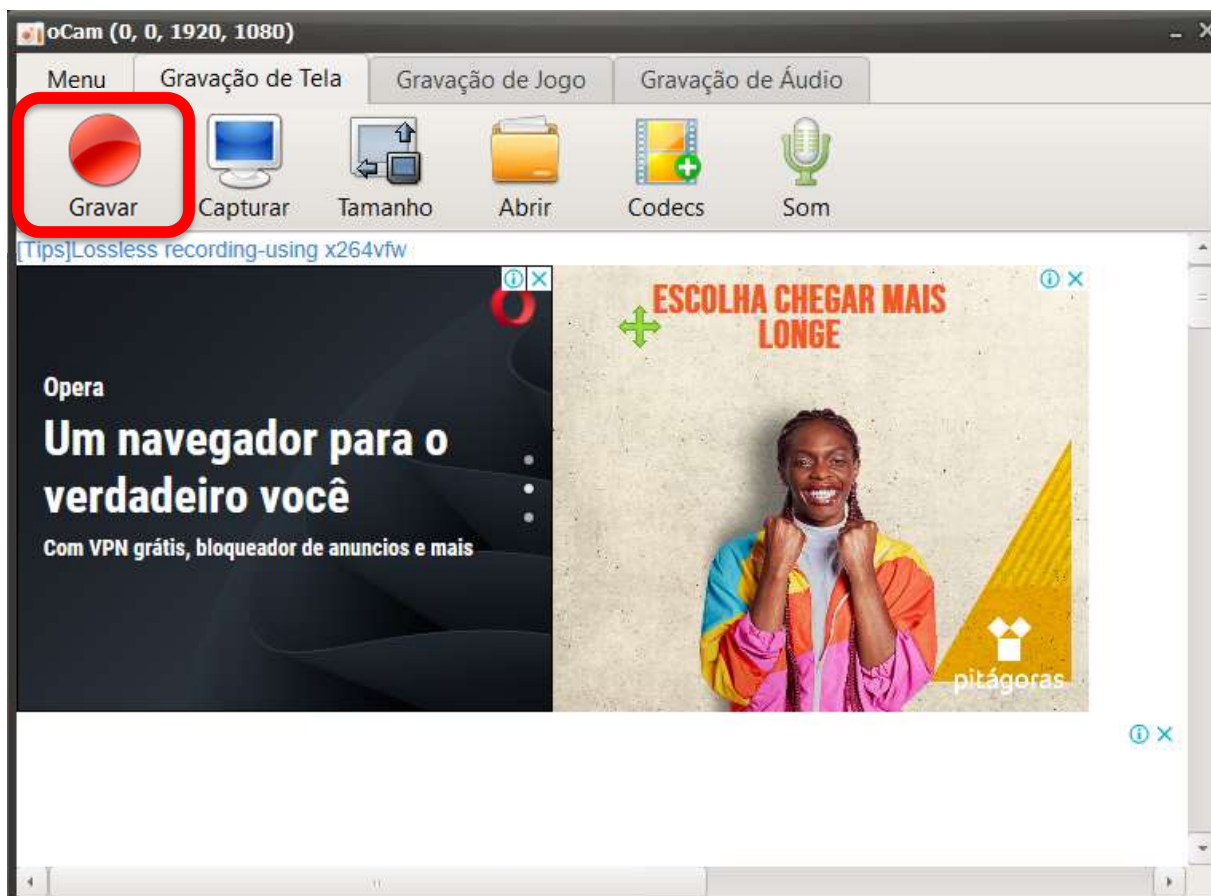 oCam (0, 0, 1920, 1080)
Menu Gravação de Tela Gravação de Jogo Gravação de Áudio
Gravar Capturar Tamanho Abrir Codecs Som
[Tips]Lossless recording-using x264vfw
Opera
Um navegador para o
verdadeiro você
Com VPN grátis, bloqueador de anuncios e mais
ESCOLHA CHEGAR MAIS
LONGE
pitágoras